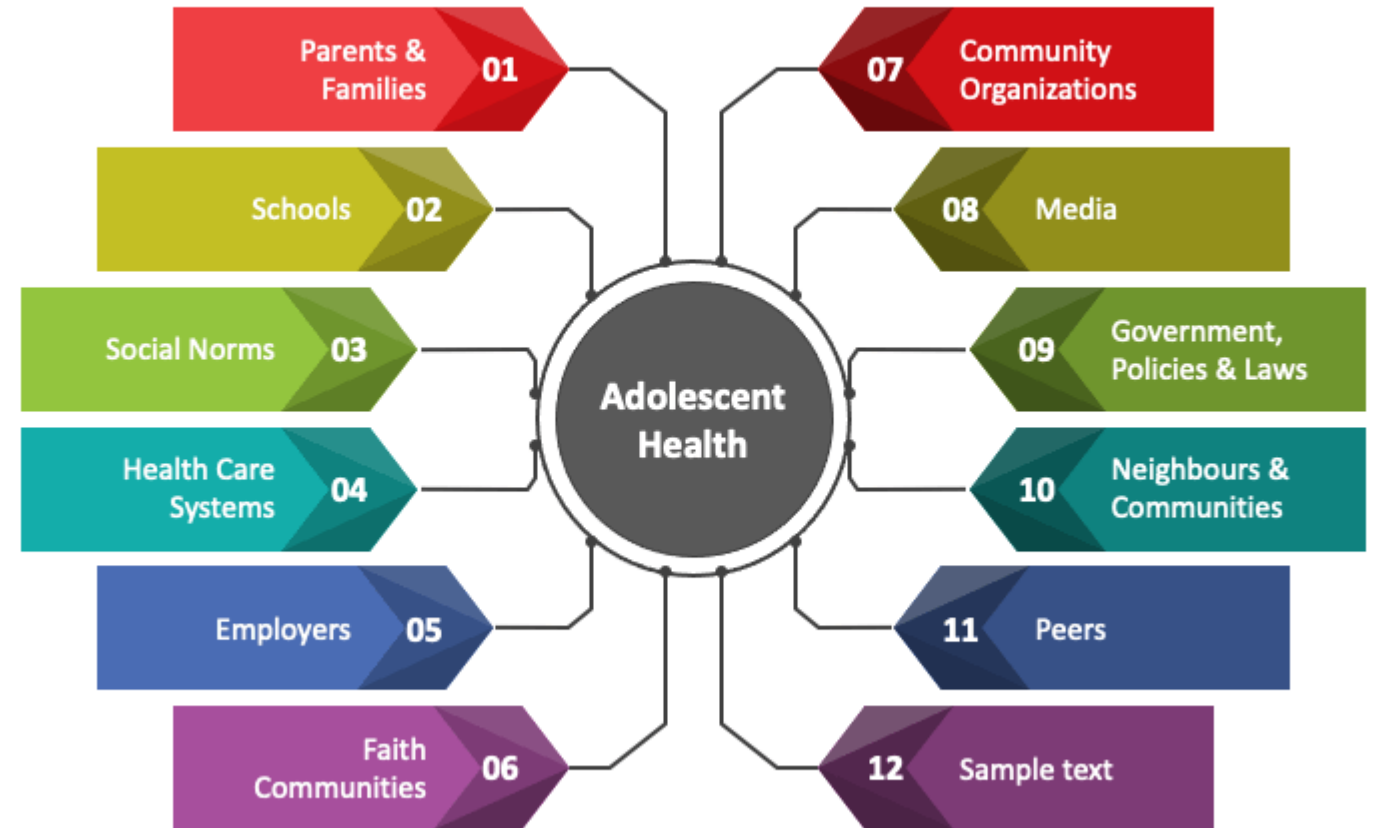 Parents &
Families
01
Schools
02
Social Norms
03
Health Care
Systems
04
Employers
05
Faith
Communities
06
Adolescent
Health
07
Community
Organizations
08
Media
09
Government,
Policies & Laws
10
Neighbours &
Communities
11
Peers
12
Sample text